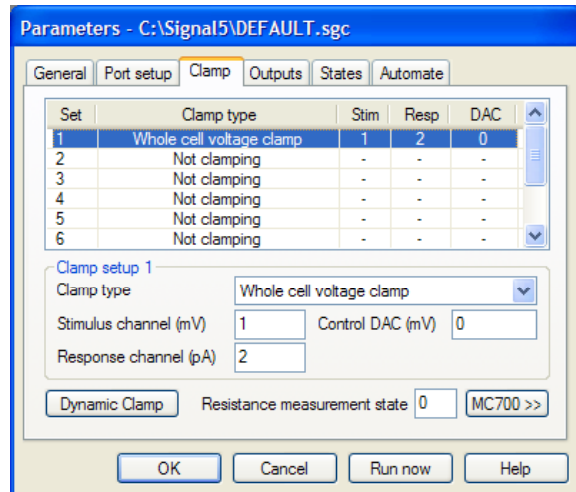 Parameters - C:\Signal5\DEFAULT.sgc
General Port setup Clamp Outputs States Automate
Set Clamp type Stim Resp DAC
1 Whole cell voltage clamp 1 2 0
2 Not clamping - - -
3 Not clamping - - -
4 Not clamping - - -
5 Not clamping - - -
6 Not clamping - - -
Clamp setup 1
Clamp type Whole cell voltage clamp
Stimulus channel (mV) 1 Control DAC (mV) 0
Response channel (pA) 2
Dynamic Clamp Resistance measurement state 0 MC700 >>
OK Cancel Run now Help